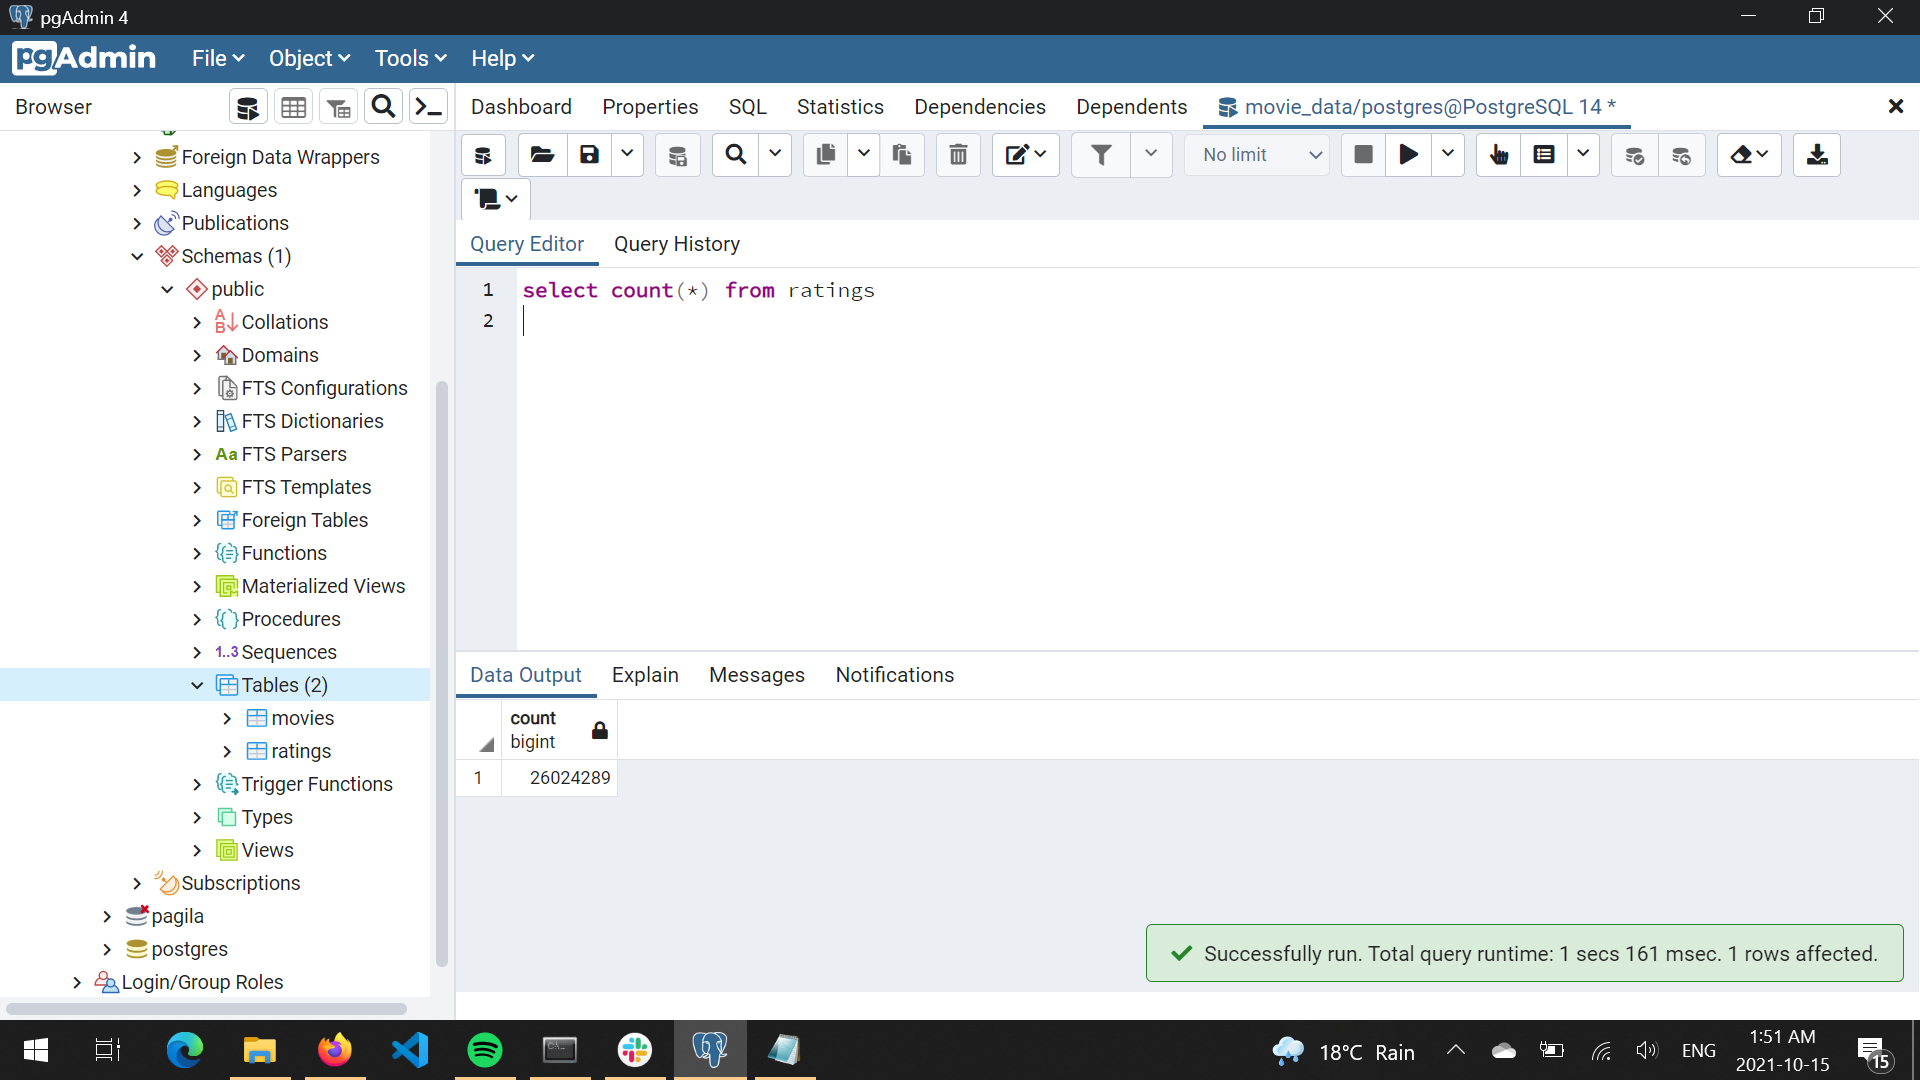 pgAdmin 4
pgAdmin File Object Tools Help
Browser
Dashboard Properties SQL Statistics Dependencies Dependents movie_data/postgres@PostgreSQL 14 *
No limit
Query Editor Query History
1 select count(*) from ratings
2
Foreign Data Wrappers
Languages
Publications
Schemas (1)
public
Collations
Domains
FTS Configurations
FTS Dictionaries
Aa FTS Parsers
FTS Templates
Foreign Tables
Functions
Materialized Views
Procedures
1..3 Sequences
Tables (2)
movies
ratings
Trigger Functions
Types
Views
Subscriptions
pagila
postgres
Login/Group Roles
Data Output Explain Messages Notifications
count
bigint
1 26024289
Successfully run. Total query runtime: 1 secs 161 msec. 1 rows affected.
18°C Rain
ENG
1:51 AM
2021-10-15
15